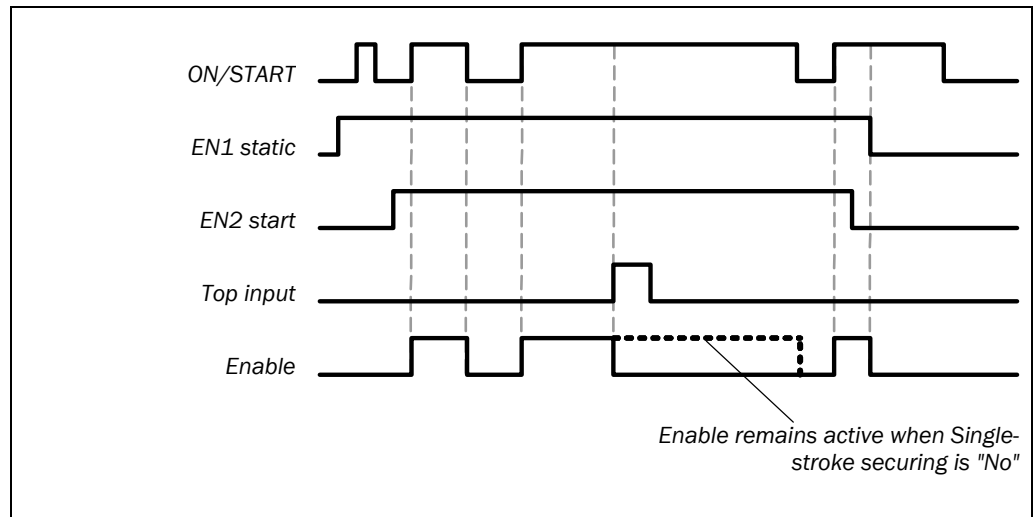 ON/START
EN1 static
EN2 start
Top input
Enable
Enable remains active when Single-
stroke securing is "No"